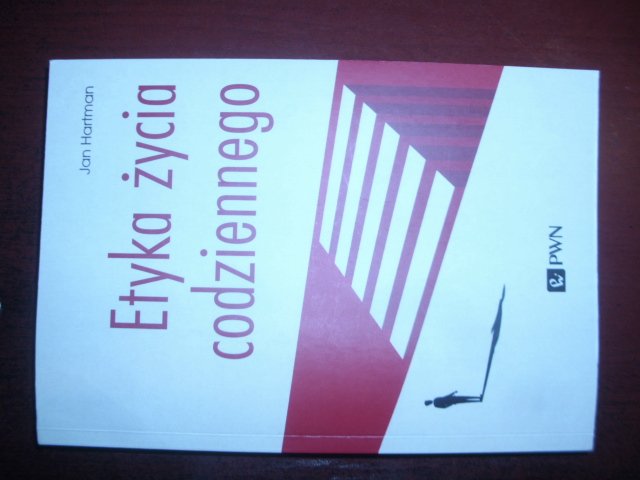 Jan Hartman
Etyka życia
codziennego
PWN